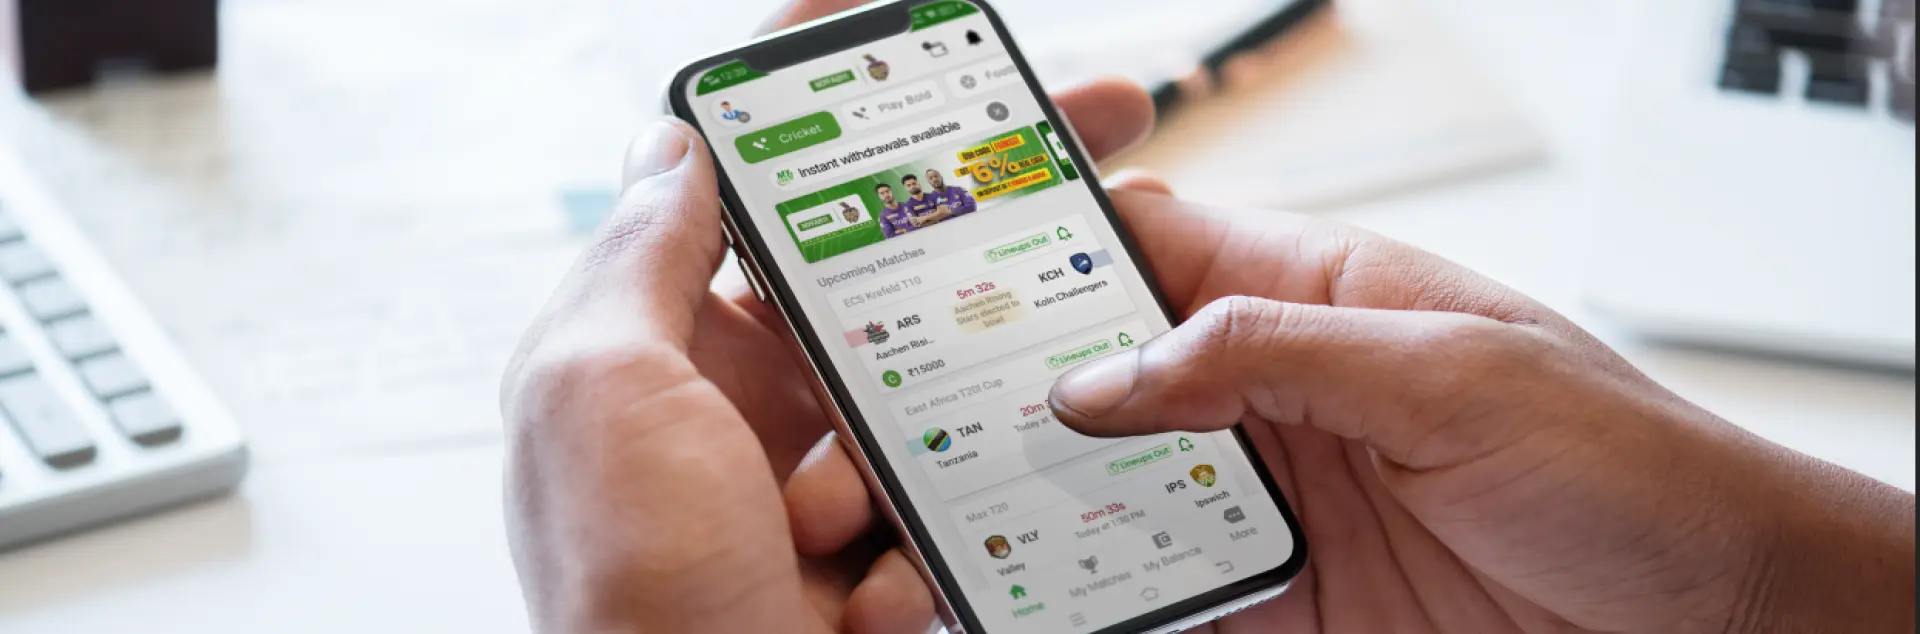 12:30
MYFAB11
Cricket
Play Bold
Instant withdrawals available
6%
REAL CASH
Upcoming Matches
Lineups Out
ECS Krefeld T10
5m 32s
KCH
ARS
Aachen Rising
Stars elected to
bowl
Koln Challengers
Aachen Risi...
C ₹15000
Lineups Out
East Africa T20I Cup
20m
TAN
Today at
Tanzania
Lineups Out
Max T20
50m 33s
IPS
VLY
Today at 1:30 PM
Ipswich
Valley
Home
My Matches
My Balance
More